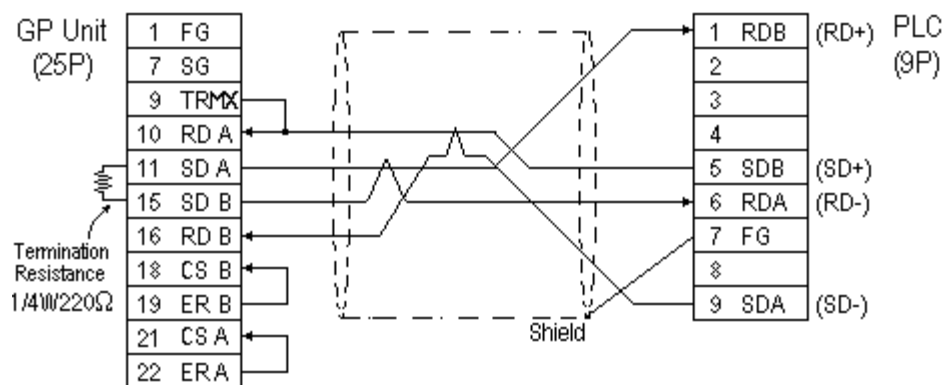 GP Unit
(25P)
1 FG
7 SG
9 TRMX
10 RD A
11 SD A
15 SD B
16 RD B
18 CS B
19 ER B
21 CS A
22 ER A
Termination
Resistance
1/4W220Ω
Shield
PLC
(9P)
1 RDB (RD+)
2
3
4
5 SDB (SD+)
6 RDA (RD-)
7 FG
8
9 SDA (SD-)